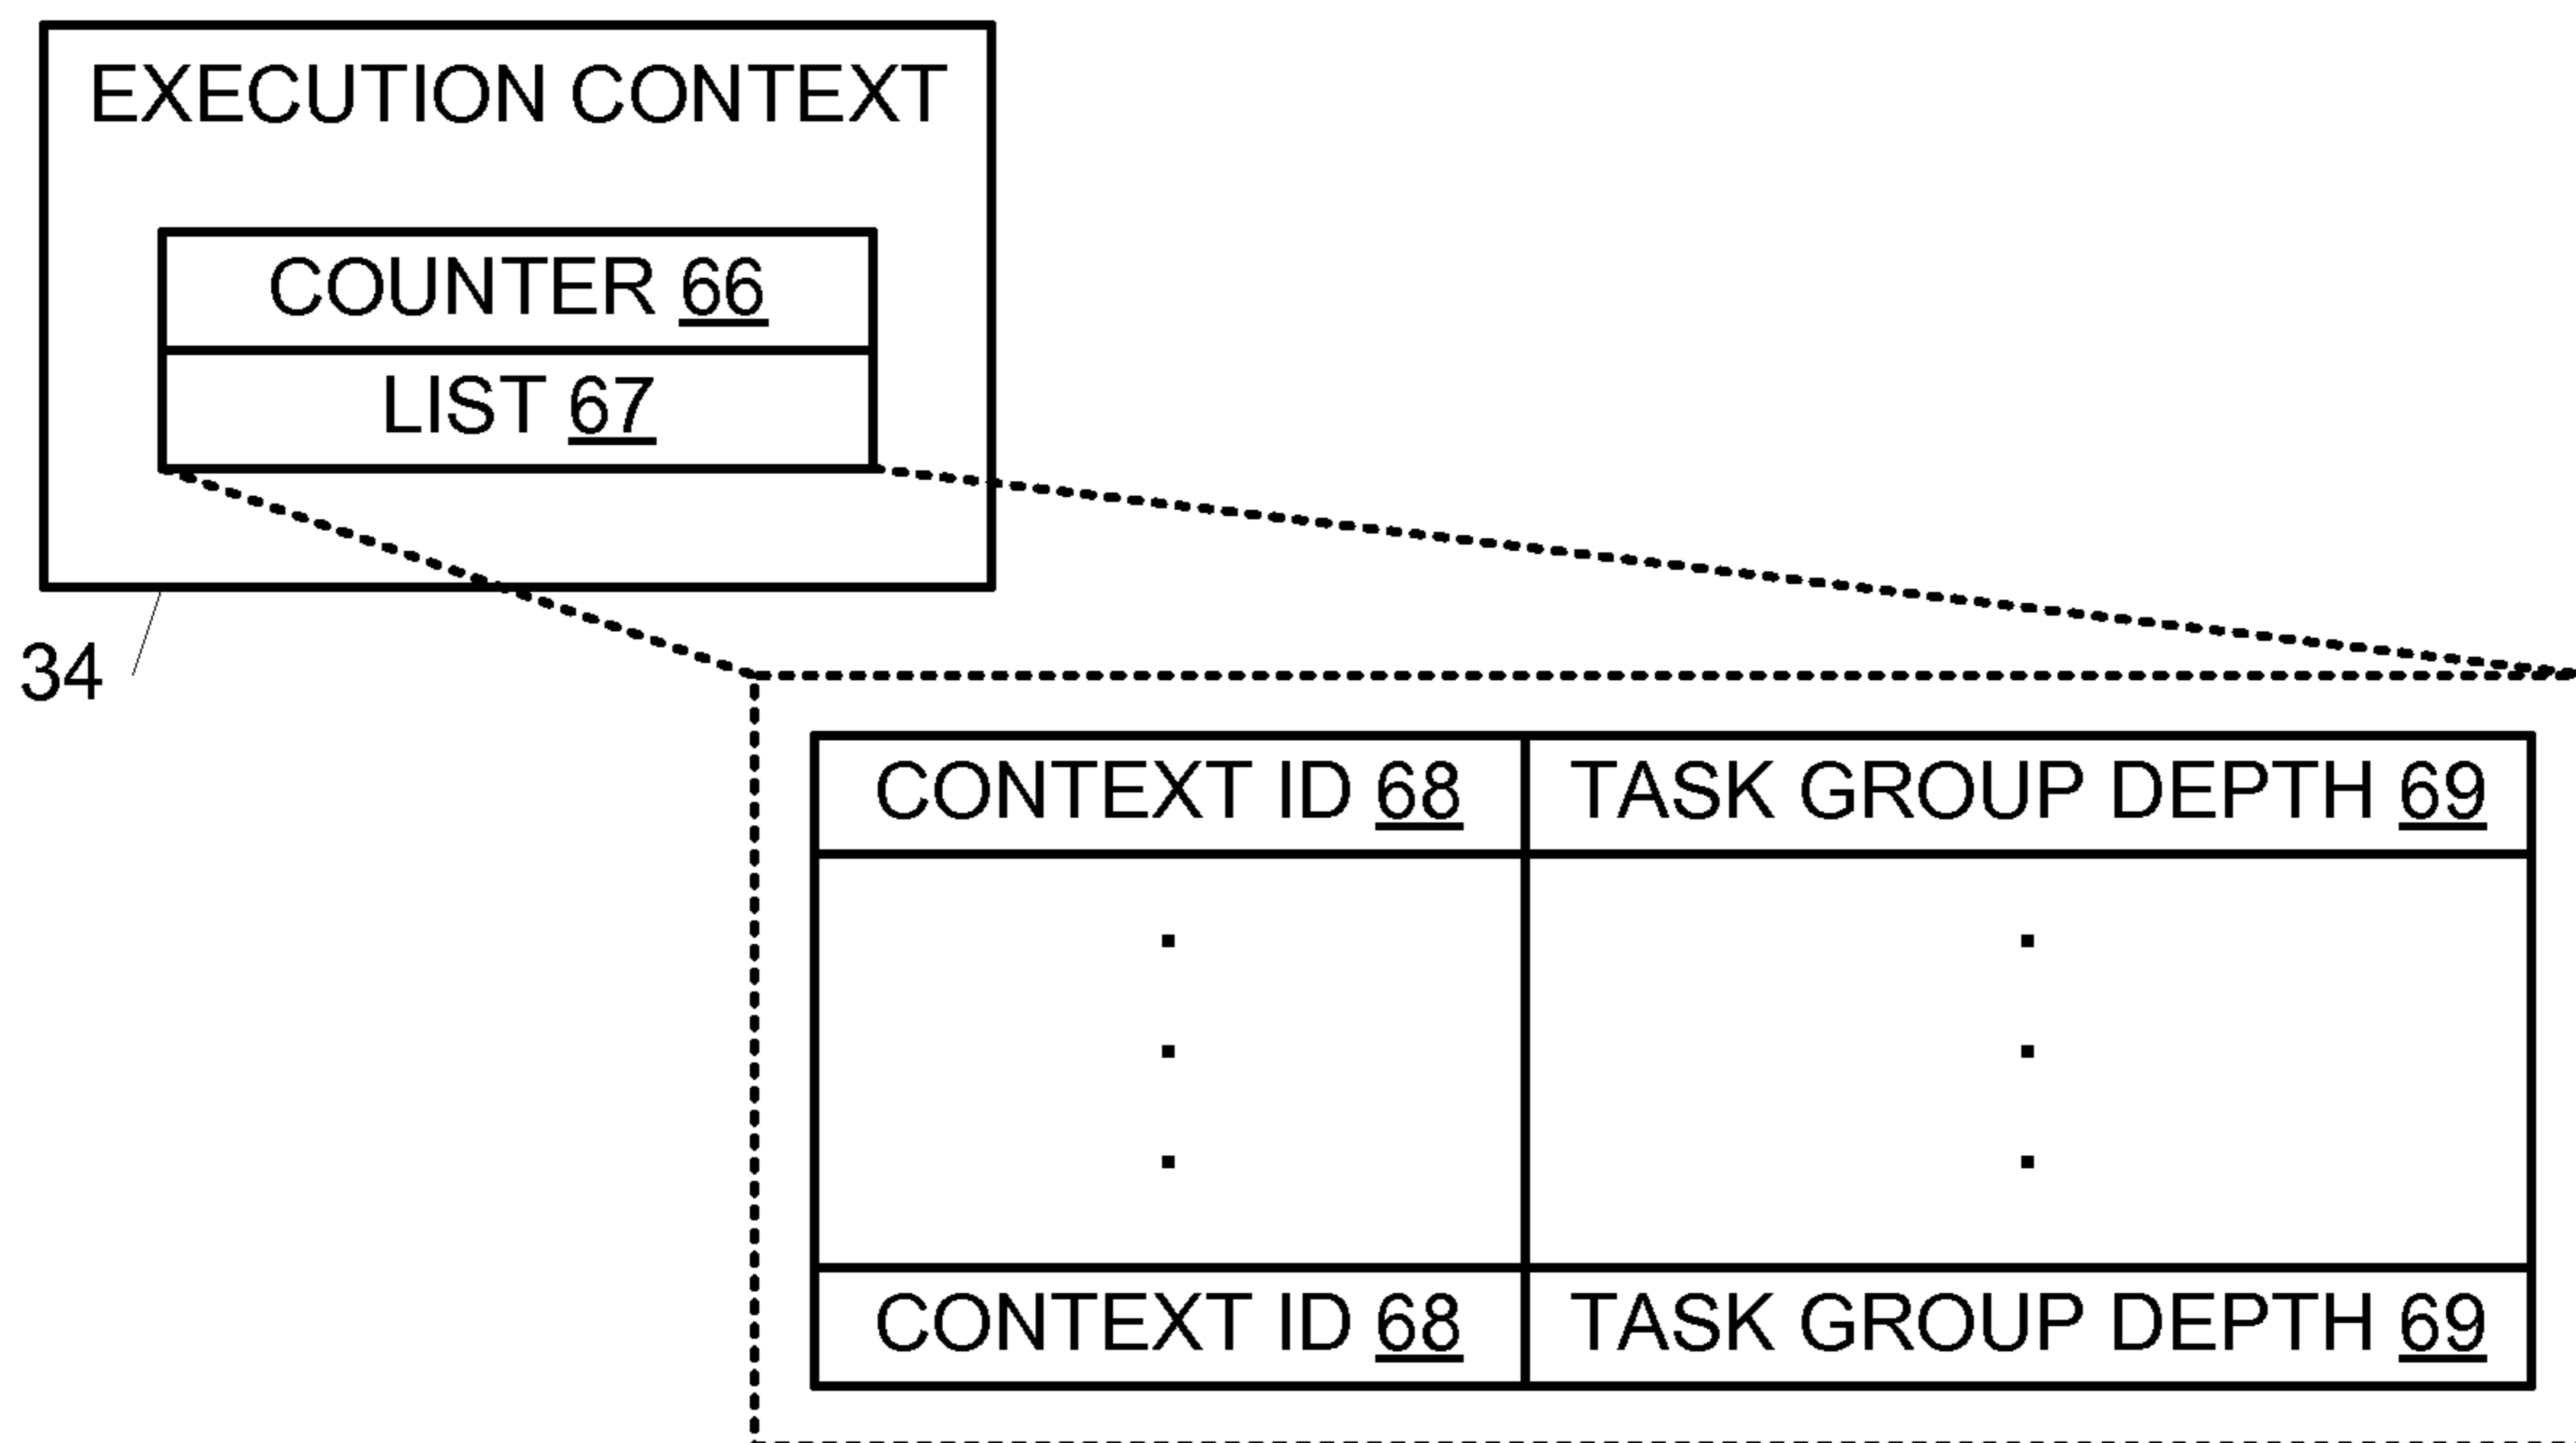 EXECUTION CONTEXT
COUNTER 66
LIST 67
34
CONTEXT ID 68 TASK GROUP DEPTH 69
CONTEXT ID 68 TASK GROUP DEPTH 69